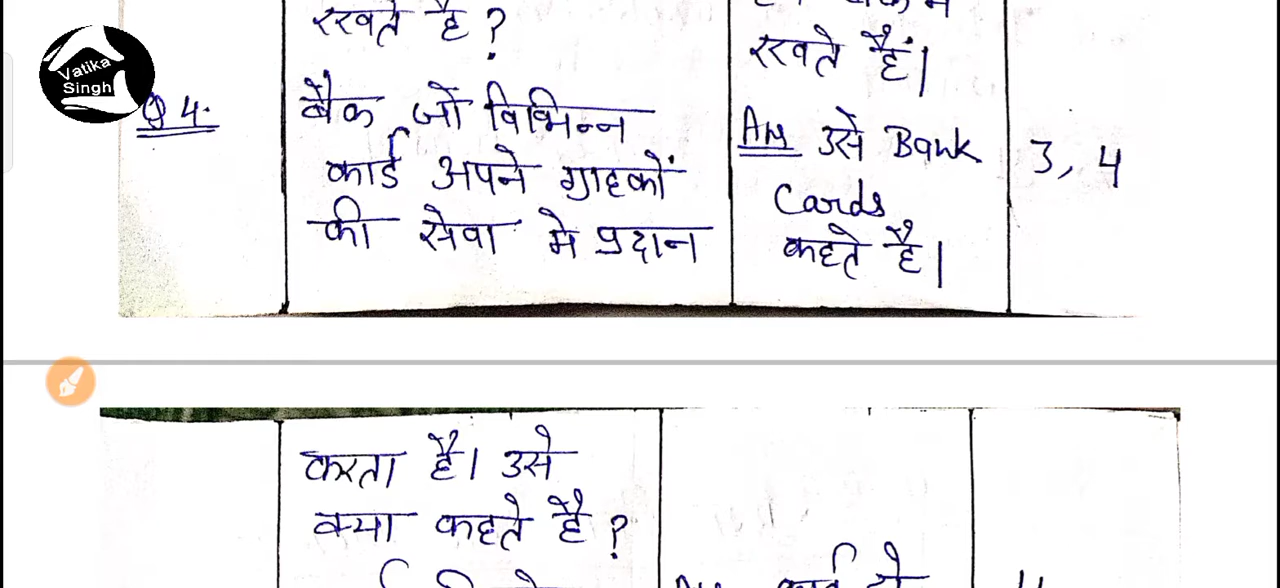 Vatika
Singh
रखते है?
रखते हैं।
Q 4.
बैंक जो विभिन्न
कार्ड अपने ग्राहकों
की सेवा मे प्रदान
Ans उसे Bank
Cards
कहते है।
3, 4
करता है। उसे
क्या कहते है?